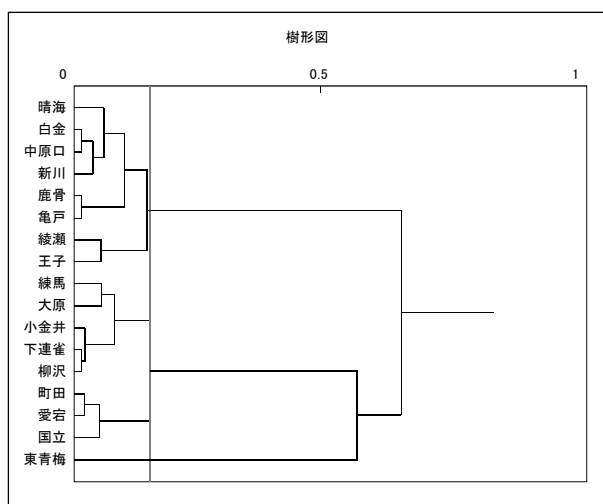 樹形図
0 0.5 1
晴海
白金
中原口
新川
鹿骨
亀戸
綾瀬
王子
練馬
大原
小金井
下連雀
柳沢
町田
愛宕
国立
東青梅